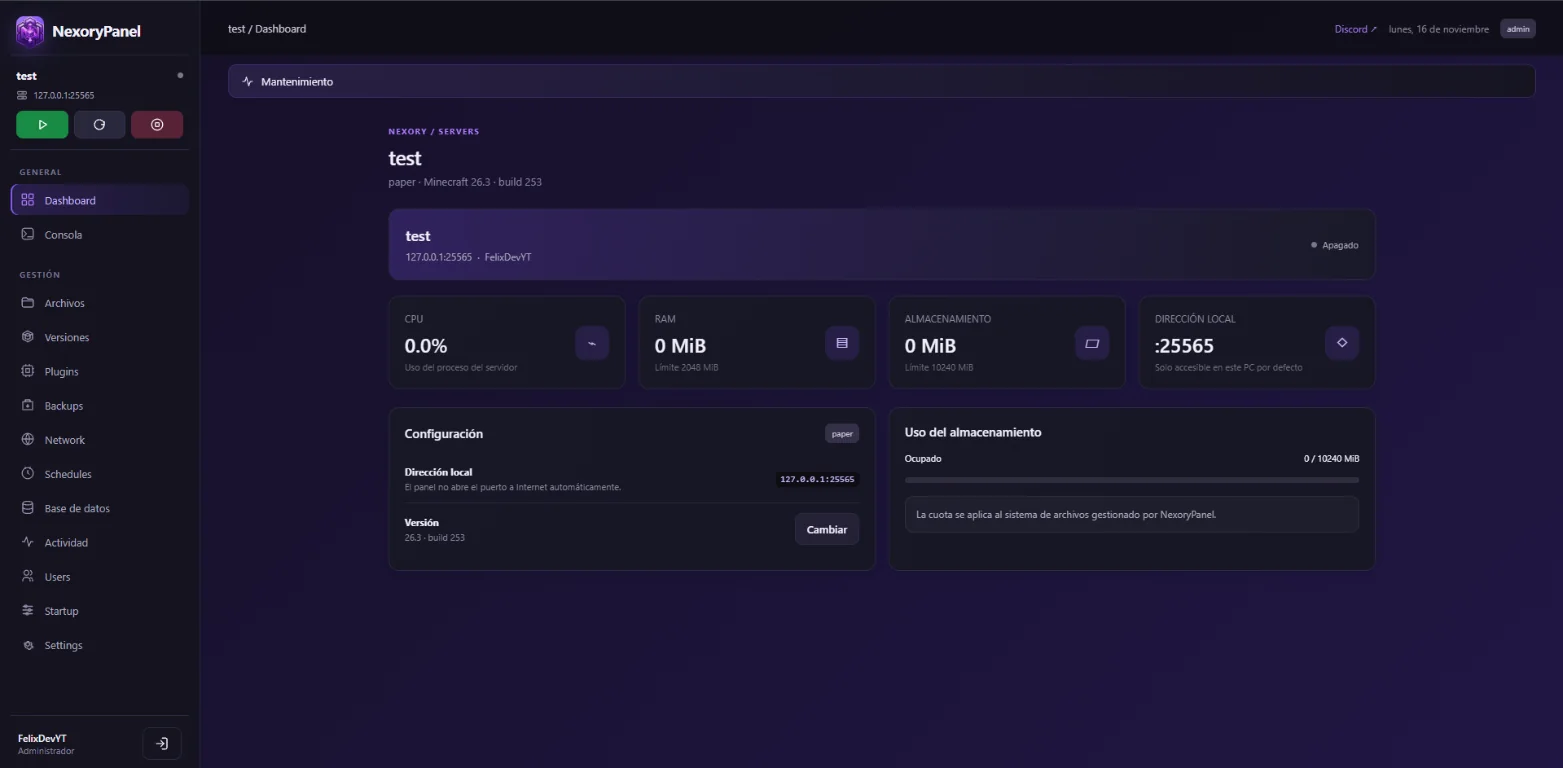 NexoryPanel
test
127.0.0.1:25565
GENERAL
Dashboard
Consola
GESTIÓN
Archivos
Versiones
Plugins
Backups
Network
Schedules
Base de datos
Actividad
Users
Startup
Settings
FelixDevYT
Administrador
test / Dashboard
Discord ↗ lunes, 16 de noviembre admin
Mantenimiento
NEXORY / SERVERS
test
paper · Minecraft 26.3 · build 253
test
127.0.0.1:25565 · FelixDevYT
Apagado
CPU
0.0%
Uso del proceso del servidor
RAM
0 MiB
Límite 2048 MiB
ALMACENAMIENTO
0 MiB
Límite 10240 MiB
DIRECCIÓN LOCAL
:25565
Solo accesible en este PC por defecto
Configuración paper
Dirección local
El panel no abre el puerto a Internet automáticamente.
127.0.0.1:25565
Versión
26.3 · build 253
Cambiar
Uso del almacenamiento
Ocupado 0 / 10240 MiB
La cuota se aplica al sistema de archivos gestionado por NexoryPanel.